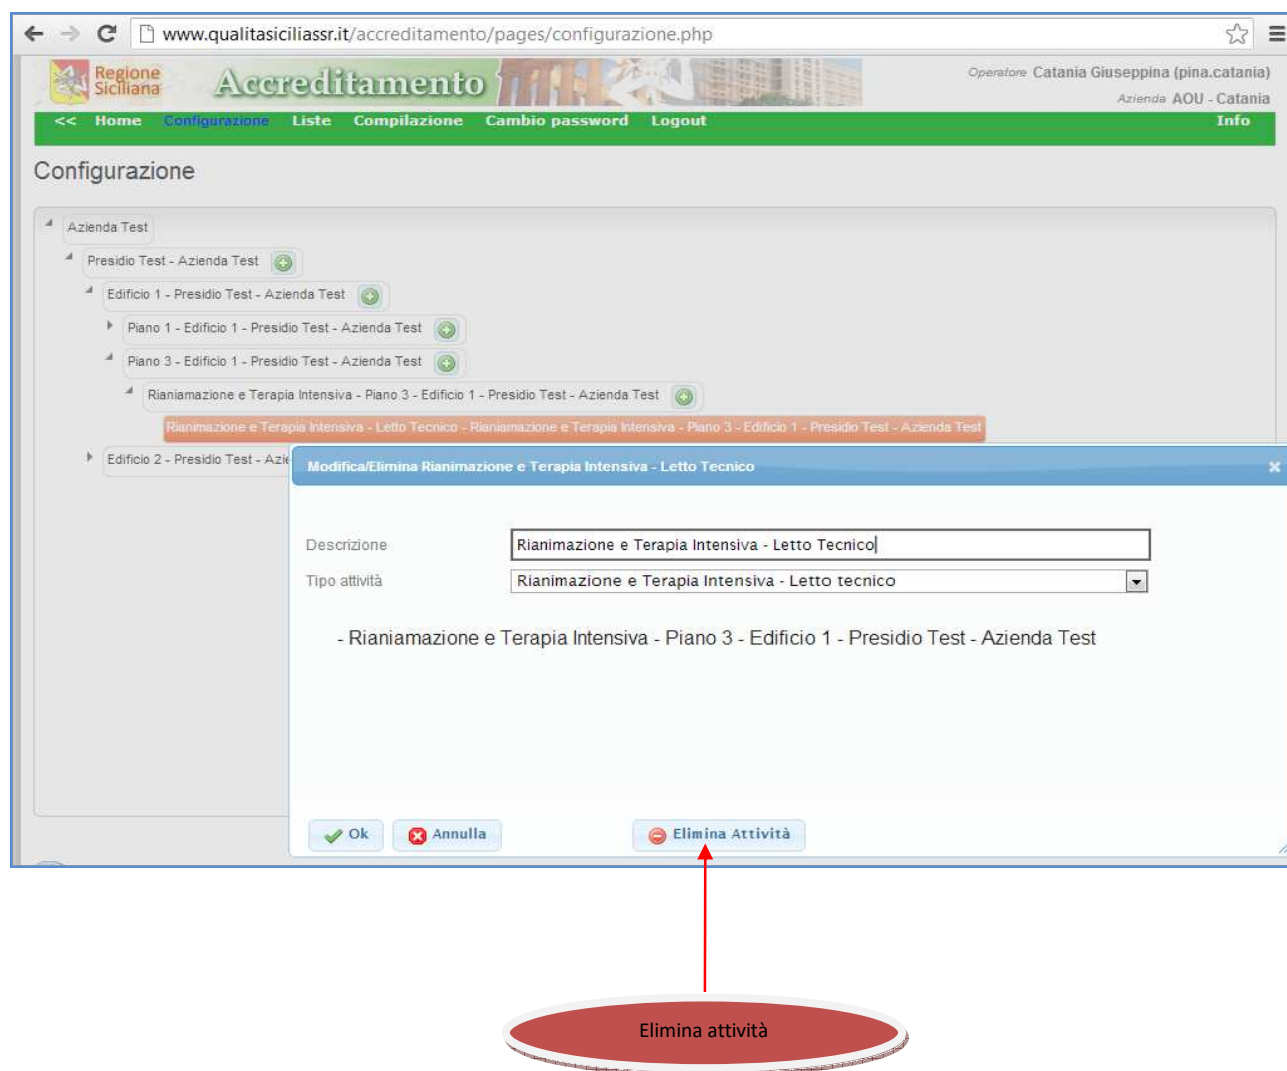 www.qualitasiciliassr.it/accreditamento/pages/configurazione.php
Regione
Siciliana
Accreditamento
Operatore Catania Giuseppina (pina.catania)
Azienda AOU - Catania
<< Home Configurazione Liste Compilazione Cambio password Logout Info
Configurazione
Azienda Test
Presidio Test - Azienda Test
Edificio 1 - Presidio Test - Azienda Test
Piano 1 - Edificio 1 - Presidio Test - Azienda Test
Piano 3 - Edificio 1 - Presidio Test - Azienda Test
Rianiamazione e Terapia Intensiva - Piano 3 - Edificio 1 - Presidio Test - Azienda Test
Rianimazione e Terapia Intensiva - Letto Tecnico - Rianiamazione e Terapia Intensiva - Piano 3 - Edificio 1 - Presidio Test - Azienda Test
Edificio 2 - Presidio Test - Azie
Modifica/Elimina Rianimazione e Terapia Intensiva - Letto Tecnico
Descrizione Rianimazione e Terapia Intensiva - Letto Tecnico
Tipo attività Rianimazione e Terapia Intensiva - Letto tecnico
- Rianiamazione e Terapia Intensiva - Piano 3 - Edificio 1 - Presidio Test - Azienda Test
Ok Annulla Elimina Attività
Elimina attività